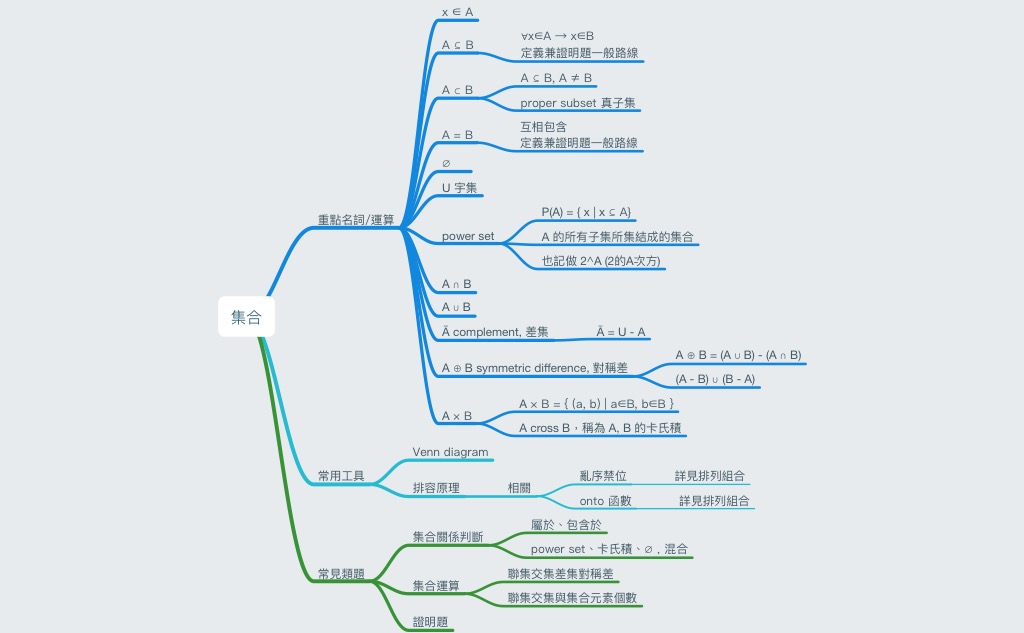 集合
重點名詞/運算
x ∈ A
A ⊆ B
∀x∈A → x∈B
定義兼證明題一般路線
A ⊂ B
A ⊆ B, A ≠ B
proper subset 真子集
A = B
互相包含
定義兼證明題一般路線
∅
U 宇集
power set
P(A) = { x | x ⊆ A}
A 的所有子集所集結成的集合
也記做 2^A (2的A次方)
A ∩ B
A ∪ B
Ā complement, 差集
Ā = U - A
A ⊕ B symmetric difference, 對稱差
A ⊕ B = (A ∪ B) - (A ∩ B)
(A - B) ∪ (B - A)
A × B
A × B = { (a, b) | a∈B, b∈B }
A cross B，稱為 A, B 的卡氏積
常用工具
Venn diagram
排容原理
相關
亂序禁位
詳見排列組合
onto 函數
詳見排列組合
常見類題
集合關係判斷
屬於、包含於
power set、卡氏積、∅ , 混合
集合運算
聯集交集差集對稱差
聯集交集與集合元素個數
證明題